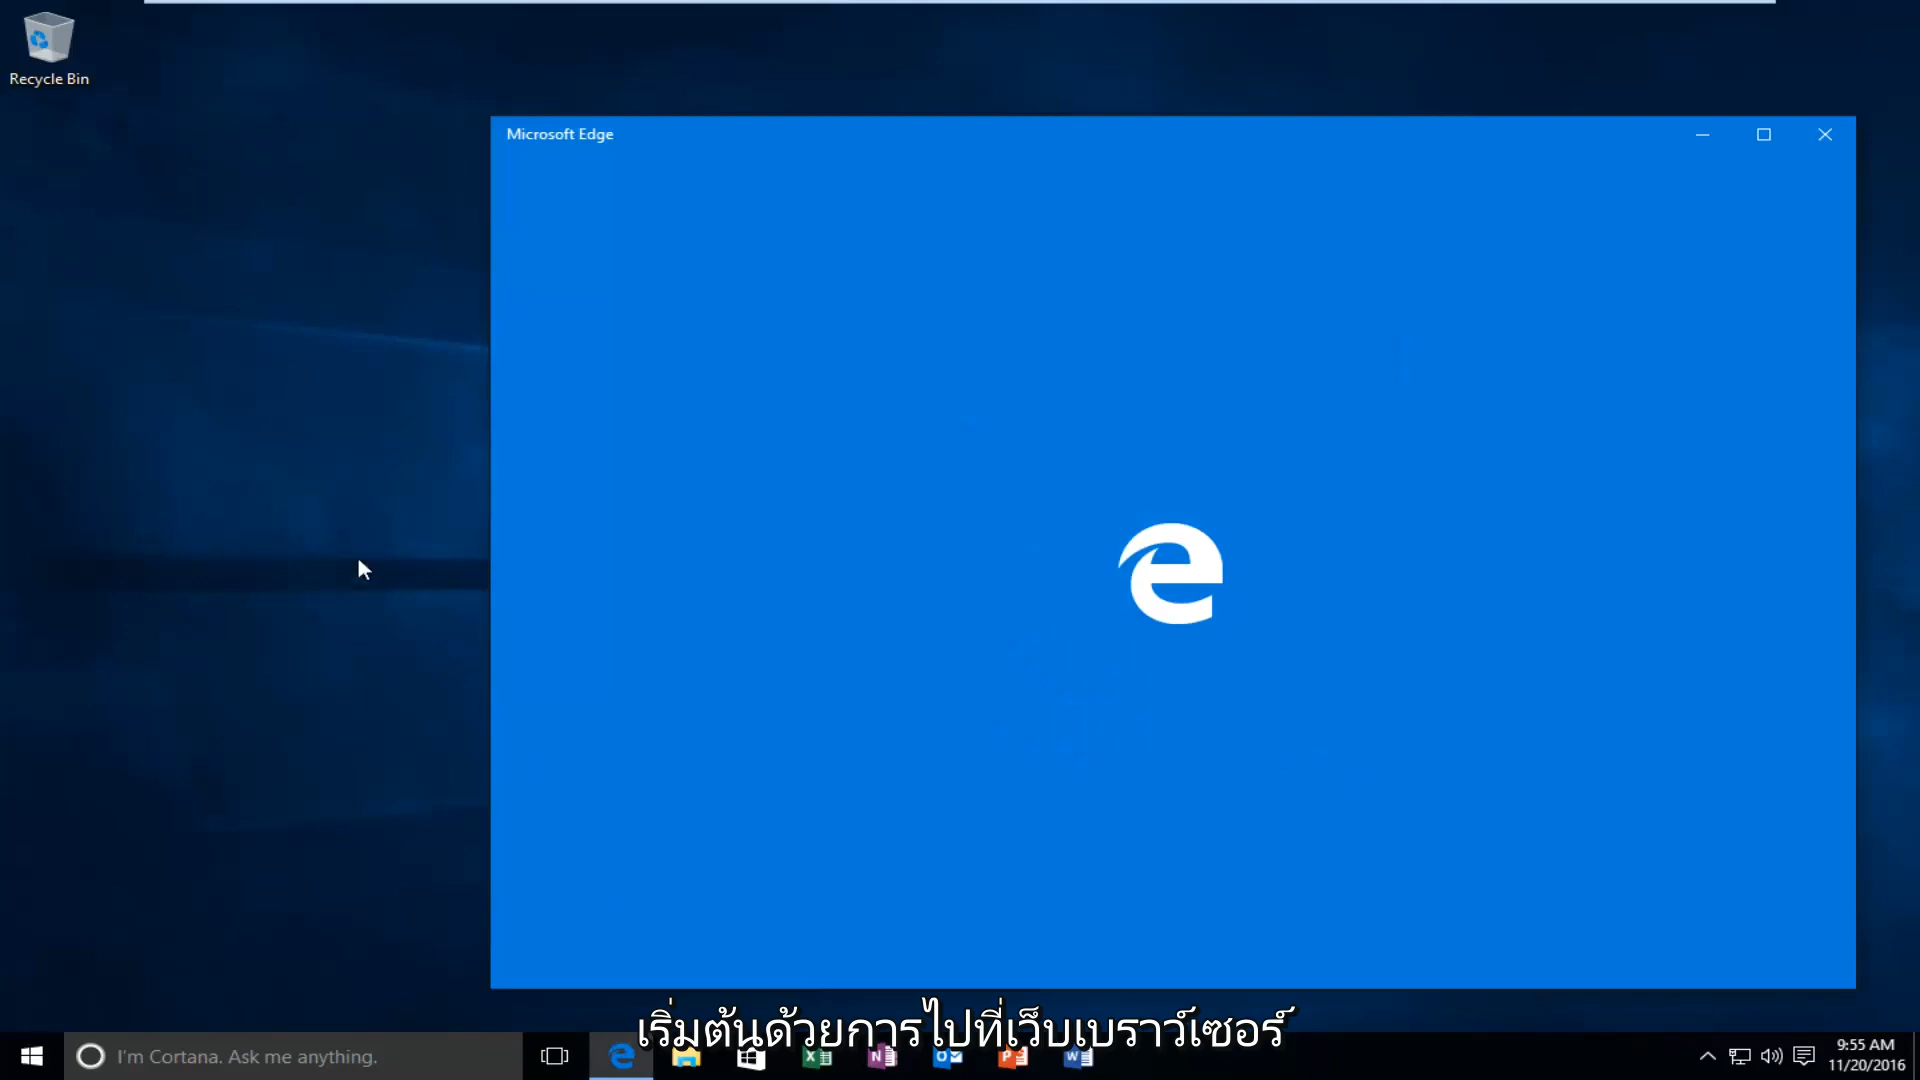 Recycle Bin
Microsoft Edge
เริ่มต้นด้วยการไปที่เว็บเบราว์เซอร์
I'm Cortana. Ask me anything.
9:55 AM
11/20/2016